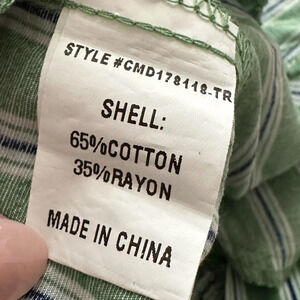 STYLE #CMD178118-TR
SHELL:
65%COTTON
35%RAYON
MADE IN CHINA